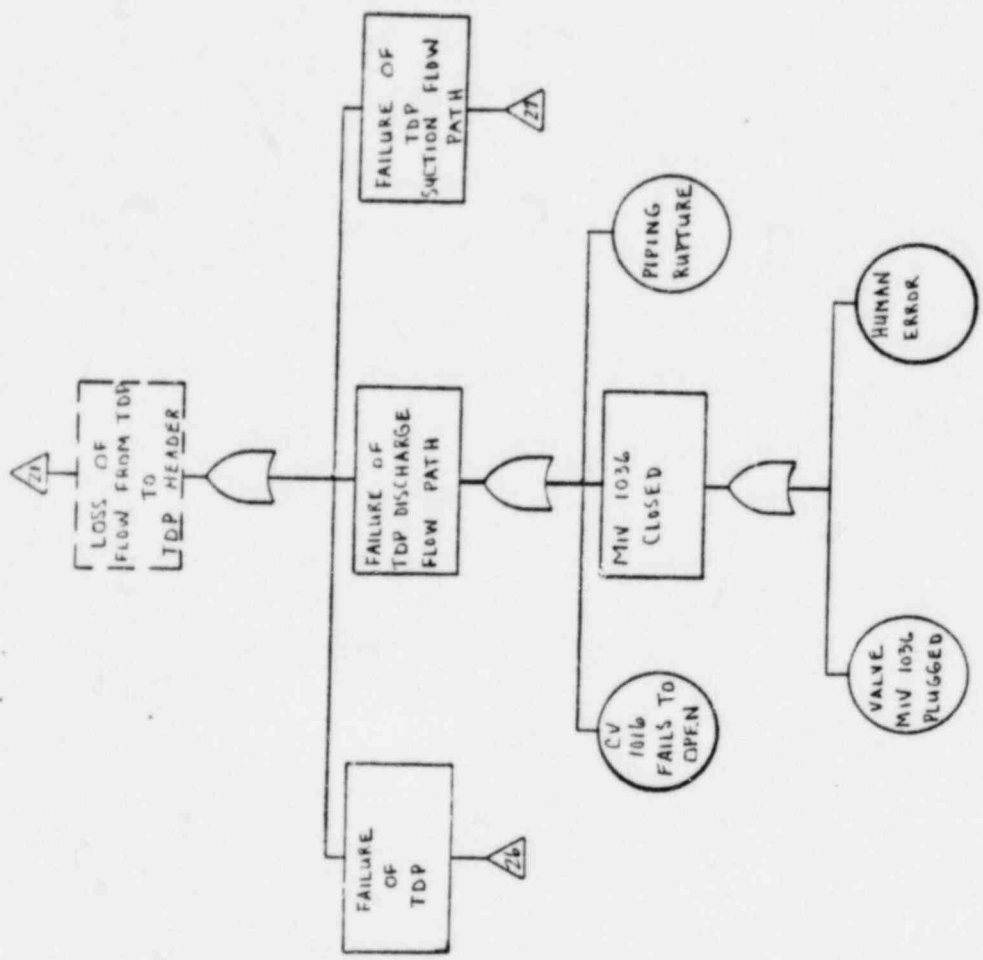 21
LOSS OF
FLOW FROM TDP
TO
TDP HEADER
FAILURE
OF
TDP
26
FAILURE OF
TDP DISCHARGE
FLOW PATH
FAILURE OF
TDP
SUCTION FLOW
PATH
27
CV
1016
FAILS TO
OPEN
MIV 1036
CLOSED
PIPING
RUPTURE
VALVE
MIV 1036
PLUGGED
HUMAN
ERROR